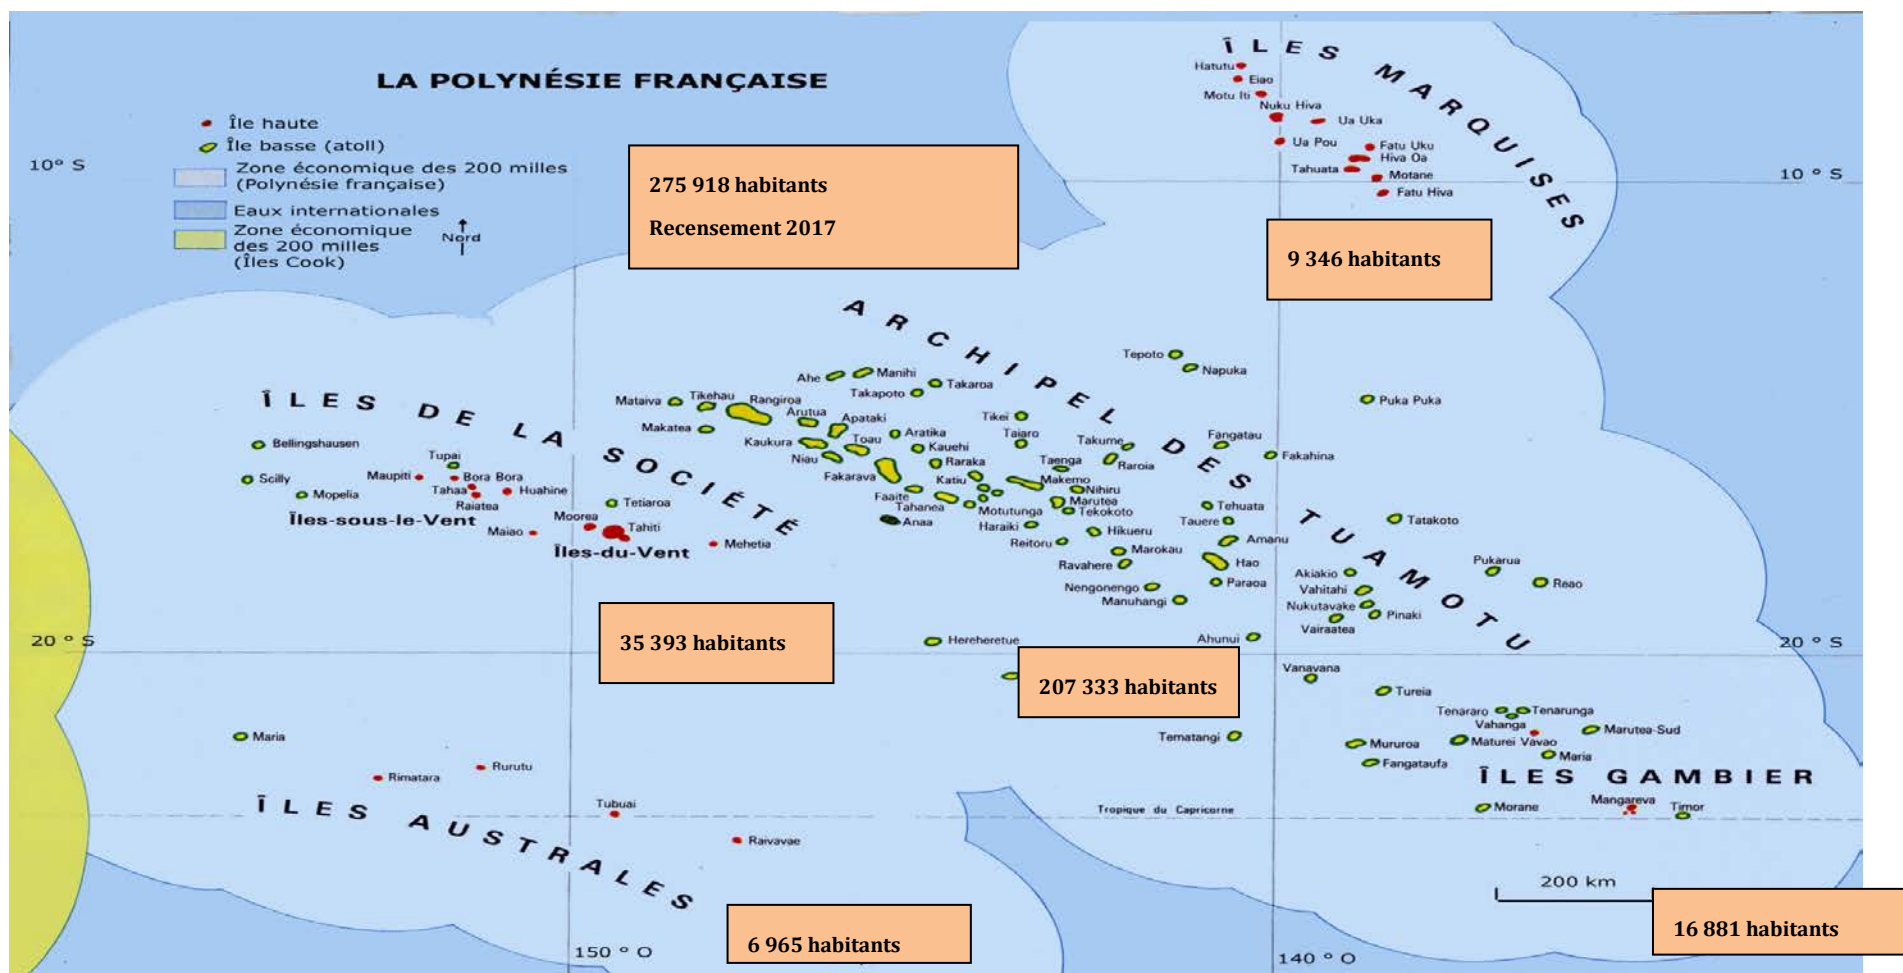 LA POLYNÉSIE FRANÇAISE
Île haute
Île basse (atoll)
Zone économique des 200 milles
(Polynésie française)
Eaux internationales
Zone économique
des 200 milles
(Îles Cook)
Nord
10° S
10° S
275 918 habitants
Recensement 2017
ÎLES MARQUISES
Hatutu
Eiao
Motu Iti
Nuku Hiva
Ua Uka
Ua Pou
Fatu Uku
Hiva Oa
Tahuata
Motane
Fatu Hiva
9 346 habitants
ARCHIPEL DES TUAMOTU
Tepoto
Napuka
Ahe
Manihi
Takaroa
Takapoto
Mataiva
Tikehau
Rangiroa
Arutua
Apataki
Tikei
Puka Puka
Makatea
Kaukura
Toau
Aratika
Taiaro
Takume
Fangatau
Niau
Kauehi
Raraka
Taenga
Raroia
Fakahina
Fakarava
Katiu
Makemo
Nihiru
Faaite
Tahanea
Motutunga
Marutea
Tekokoto
Tehuata
Anaa
Haraiki
Hikueru
Tauere
Tatakoto
Reitoru
Marokau
Amanu
Ravahere
Hao
Pukarua
Nengonengo
Paraoa
Akiakio
Reao
Manuhangi
Vahitahi
Nukutavake
Pinaki
Vairaatea
Hereheretue
Ahunui
Vanavana
Tureia
Tenararo
Tenarunga
Vahanga
Marutea-Sud
Tematangi
Mururoa
Maturei Vavao
Maria
Fangataufa
ÎLES DE LA SOCIÉTÉ
Bellingshausen
Tupai
Scilly
Maupiti
Bora Bora
Mopelia
Tahaa
Huahine
Raiatea
Tetiaroa
Îles-sous-le-Vent
Moorea
Tahiti
Maiao
Mehetia
Îles-du-Vent
35 393 habitants
207 333 habitants
20 ° S
20 ° S
Maria
Rurutu
Rimatara
Tubuai
Raivavae
ÎLES AUSTRALES
6 965 habitants
Tropique du Capricorne
ÎLES GAMBIER
Morane
Mangareva
Timor
200 km
16 881 habitants
150 ° O
140 ° O